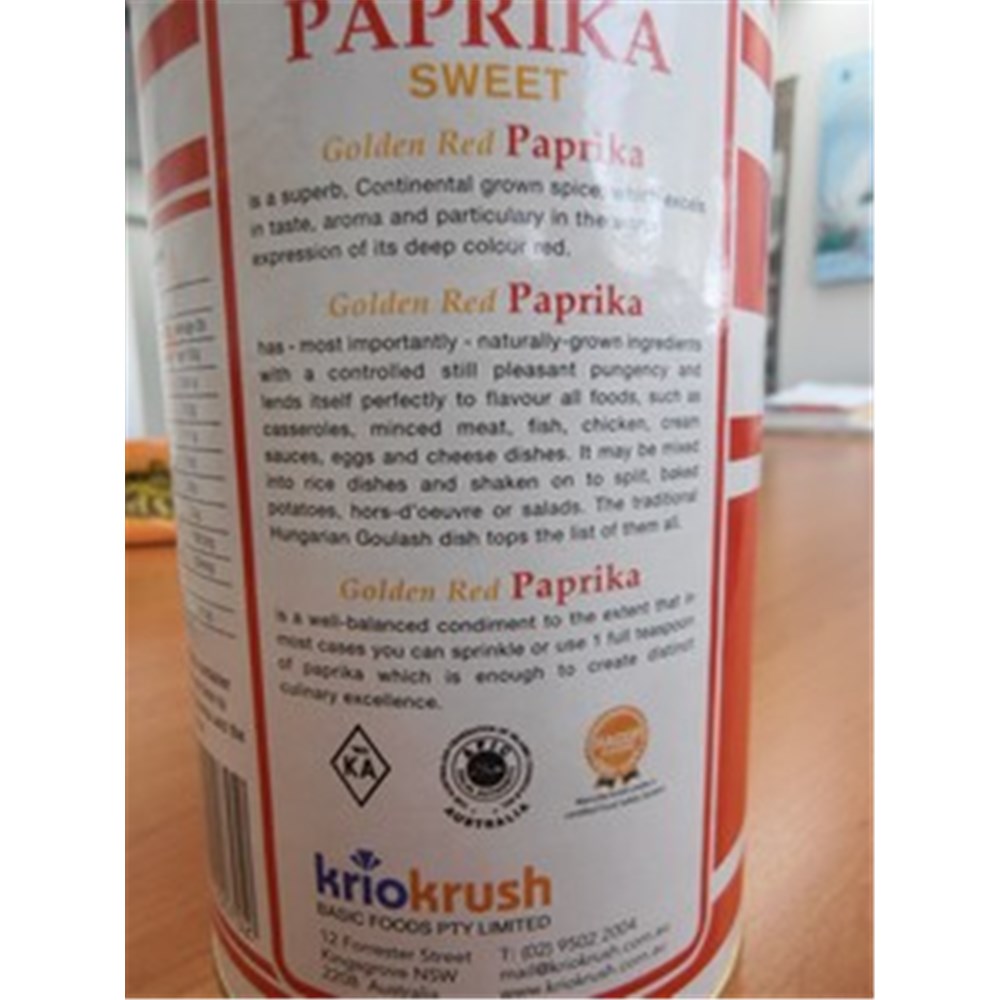 PAPRIKA
SWEET
Golden Red Paprika
is a superb, Continental grown spice, which excels
in taste, aroma and particulary in the
expression of its deep colour red.
Golden Red Paprika
has - most importantly - naturally-grown ingredients
with a controlled still pleasant pungency and
lends itself perfectly to flavour all foods, such as
casseroles, minced meat, fish, chicken, cream
sauces, eggs and cheese dishes. It may be mixed
into rice dishes and shaken on to split, baked
potatoes, hors-d'oeuvre or salads. The traditional
Hungarian Goulash dish tops the list of them all.
Golden Red Paprika
is a well-balanced condiment to the extent that in
most cases you can sprinkle or use 1 full teaspoon
of paprika which is enough to create distinct
culinary excellence.
KA
AFIC
AUSTRALIA
HACCP
kriokrush
BASIC FOODS PTY LIMITED
12 Forrester Street
Kingsgrove NSW
2208, Australia
T: (02) 9502 2004
mail@kriokrush.com.au
www.kriokrush.com.au